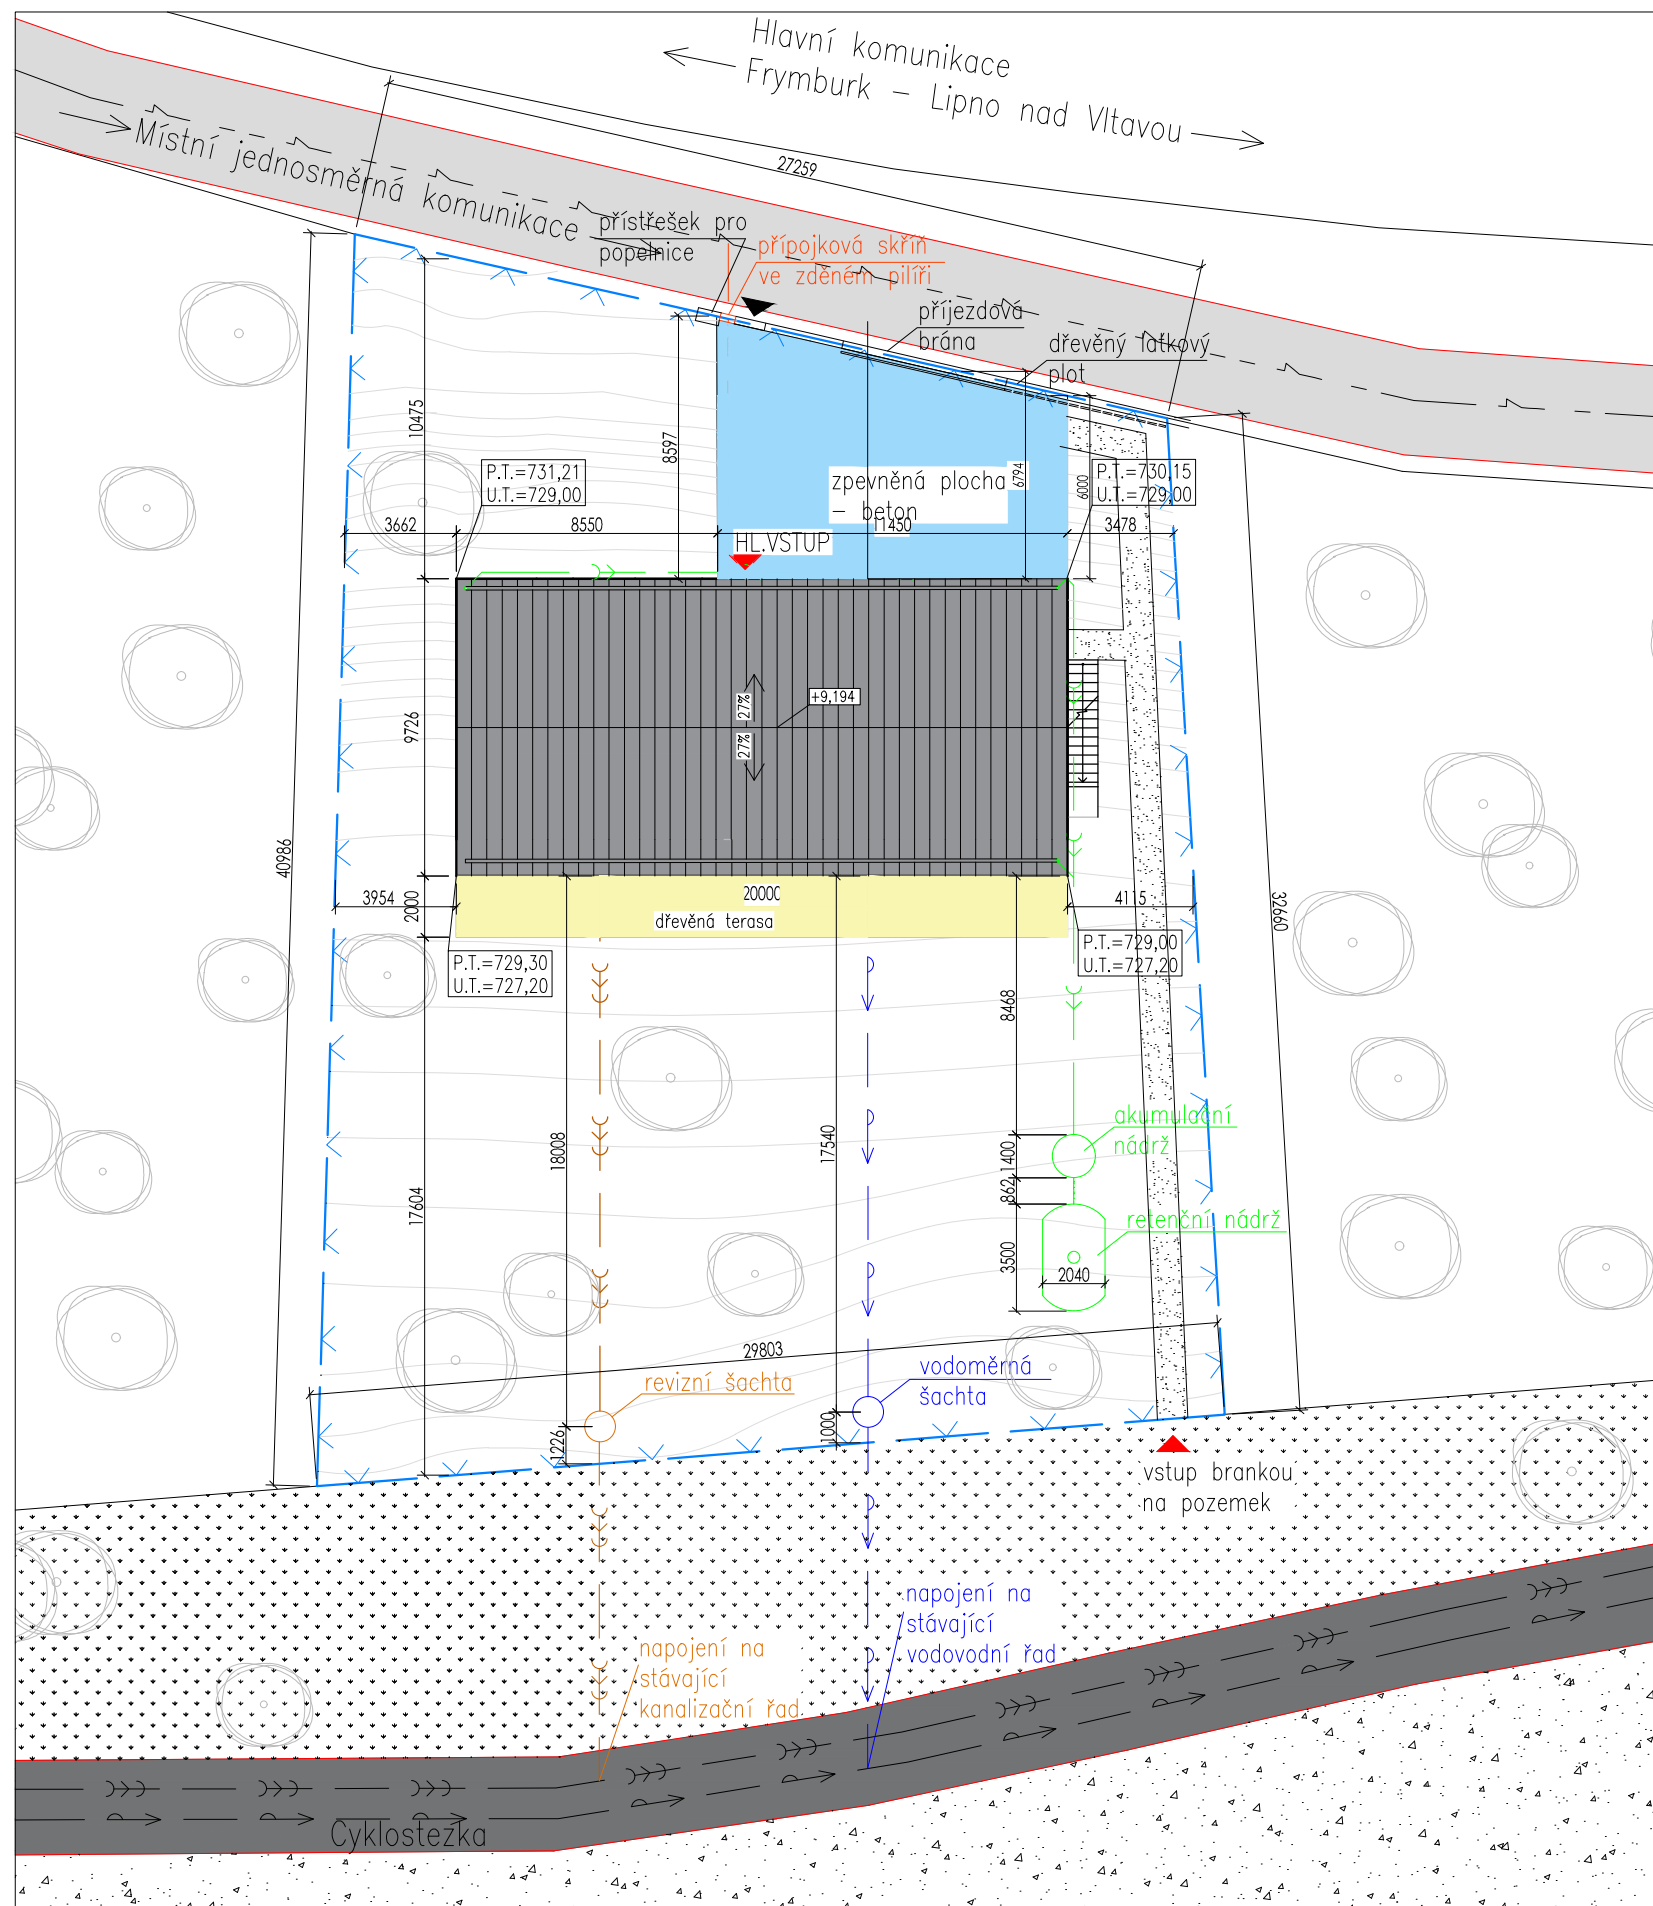 Hlavní komunikace
Frymburk – Lipno nad Vltavou
Místní jednosměrná komunikace
27259
přístřešek pro
popelnice
přípojková skříň
ve zděném pilíři
příjezdová
brána
dřevěný laťkový
plot
10475
8597
6794
6000
P.T.=731,21
U.T.=729,00
zpevněná plocha
– beton
P.T.=730,15
U.T.=729,00
3662
8550
11450
3478
HL.VSTUP
+9,194
27%
27%
9726
40986
32660
3954
2000
20000
4115
dřevěná terasa
P.T.=729,30
U.T.=727,20
P.T.=729,00
U.T.=727,20
8468
18008
17540
17604
1400
862
3500
akumulační
nádrž
retenční nádrž
2040
29803
revizní šachta
vodoměrná
šachta
1226
1000
vstup brankou
na pozemek
napojení na
stávající
vodovodní řad
napojení na
stávající
kanalizační řad
Cyklostezka